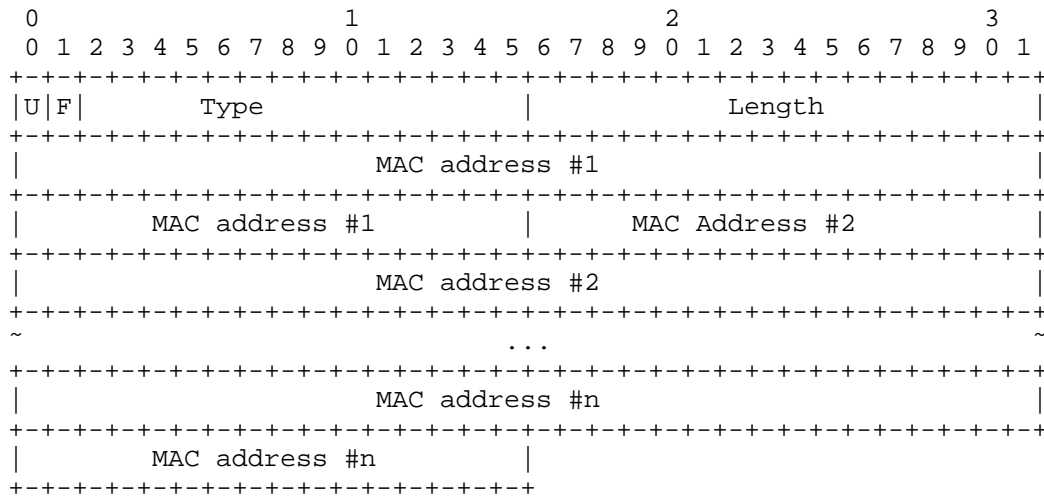 0                   1                   2                   3
 0 1 2 3 4 5 6 7 8 9 0 1 2 3 4 5 6 7 8 9 0 1 2 3 4 5 6 7 8 9 0 1
+-+-+-+-+-+-+-+-+-+-+-+-+-+-+-+-+-+-+-+-+-+-+-+-+-+-+-+-+-+-+-+-+
|U|F|       Type                |            Length             |
+-+-+-+-+-+-+-+-+-+-+-+-+-+-+-+-+-+-+-+-+-+-+-+-+-+-+-+-+-+-+-+-+
|                      MAC address #1                           |
+-+-+-+-+-+-+-+-+-+-+-+-+-+-+-+-+-+-+-+-+-+-+-+-+-+-+-+-+-+-+-+-+
|        MAC address #1         |      MAC Address #2           |
+-+-+-+-+-+-+-+-+-+-+-+-+-+-+-+-+-+-+-+-+-+-+-+-+-+-+-+-+-+-+-+-+
|                      MAC address #2                           |
+-+-+-+-+-+-+-+-+-+-+-+-+-+-+-+-+-+-+-+-+-+-+-+-+-+-+-+-+-+-+-+-+
~                              ...                              ~
+-+-+-+-+-+-+-+-+-+-+-+-+-+-+-+-+-+-+-+-+-+-+-+-+-+-+-+-+-+-+-+-+
|                      MAC address #n                           |
+-+-+-+-+-+-+-+-+-+-+-+-+-+-+-+-+-+-+-+-+-+-+-+-+-+-+-+-+-+-+-+-+
|        MAC address #n         |
+-+-+-+-+-+-+-+-+-+-+-+-+-+-+-+-+